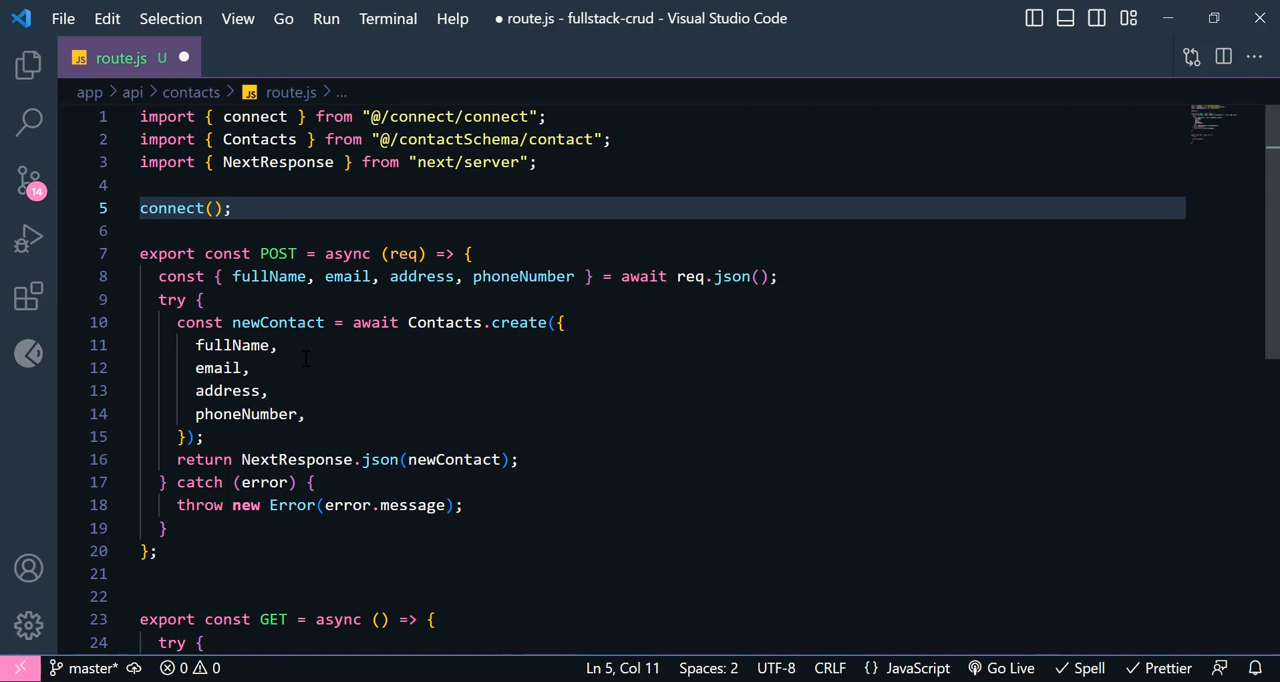 File Edit Selection View Go Run Terminal Help ● route.js - fullstack-crud - Visual Studio Code
JS route.js U
app > api > contacts > JS route.js > ...
1 import { connect } from "@/connect/connect";
2 import { Contacts } from "@/contactSchema/contact";
3 import { NextResponse } from "next/server";
4
5 connect();
6
7 export const POST = async (req) => {
8 const { fullName, email, address, phoneNumber } = await req.json();
9 try {
10 const newContact = await Contacts.create({
11 fullName,
12 email,
13 address,
14 phoneNumber,
15 });
16 return NextResponse.json(newContact);
17 } catch (error) {
18 throw new Error(error.message);
19 }
20 };
21
22
23 export const GET = async () => {
24 try {
14
master* 0 0 Ln 5, Col 11 Spaces: 2 UTF-8 CRLF {} JavaScript Go Live Spell Prettier